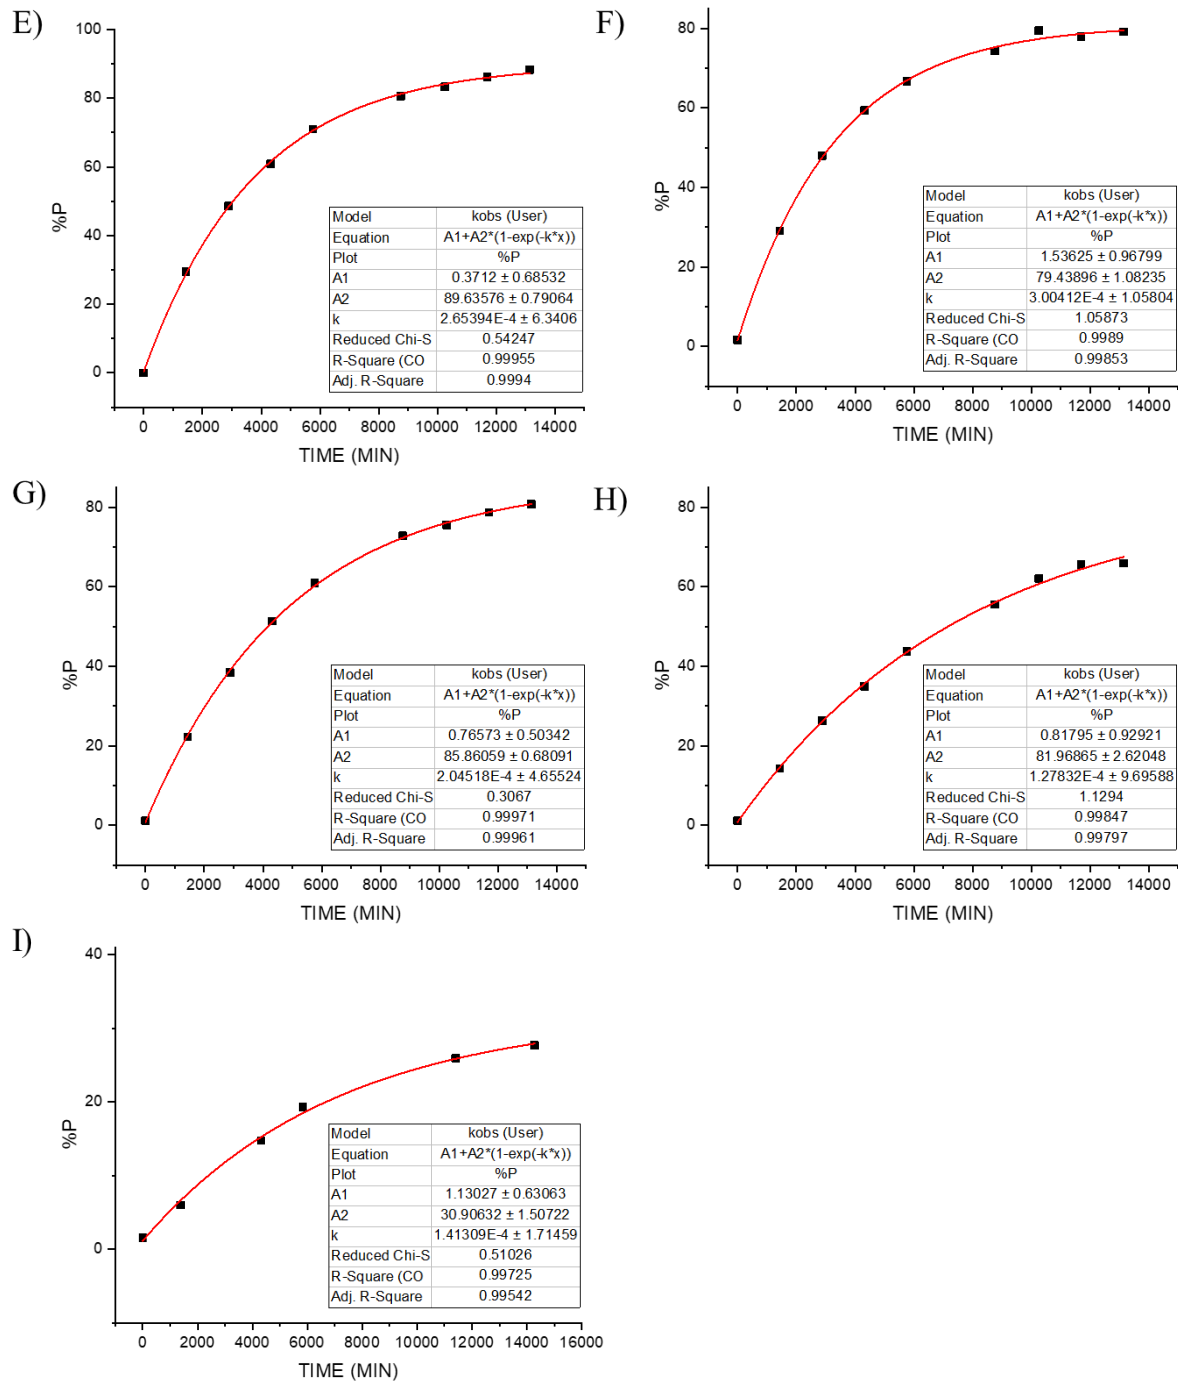 E)
100
80
60
40
20
0
%P
0 2000 4000 6000 8000 10000 12000 14000
TIME (MIN)
Model kobs (User)
Equation A1+A2*(1-exp(-k*x))
Plot %P
A1 0.3712 ± 0.68532
A2 89.63576 ± 0.79064
k 2.65394E-4 ± 6.3406
Reduced Chi-S 0.54247
R-Square (CO 0.99955
Adj. R-Square 0.9994
F)
80
60
40
20
0
%P
0 2000 4000 6000 8000 10000 12000 14000
TIME (MIN)
Model kobs (User)
Equation A1+A2*(1-exp(-k*x))
Plot %P
A1 1.53625 ± 0.96799
A2 79.43896 ± 1.08235
k 3.00412E-4 ± 1.05804
Reduced Chi-S 1.05873
R-Square (CO 0.9989
Adj. R-Square 0.99853
G)
80
60
40
20
0
%P
0 2000 4000 6000 8000 10000 12000 14000
TIME (MIN)
Model kobs (User)
Equation A1+A2*(1-exp(-k*x))
Plot %P
A1 0.76573 ± 0.50342
A2 85.86059 ± 0.68091
k 2.04518E-4 ± 4.65524
Reduced Chi-S 0.3067
R-Square (CO 0.99971
Adj. R-Square 0.99961
H)
80
60
40
20
0
%P
0 2000 4000 6000 8000 10000 12000 14000
TIME (MIN)
Model kobs (User)
Equation A1+A2*(1-exp(-k*x))
Plot %P
A1 0.81795 ± 0.92921
A2 81.96865 ± 2.62048
k 1.27832E-4 ± 9.69588
Reduced Chi-S 1.1294
R-Square (CO 0.99847
Adj. R-Square 0.99797
I)
40
20
0
%P
0 2000 4000 6000 8000 10000 12000 14000 16000
TIME (MIN)
Model kobs (User)
Equation A1+A2*(1-exp(-k*x))
Plot %P
A1 1.13027 ± 0.63063
A2 30.90632 ± 1.50722
k 1.41309E-4 ± 1.71459
Reduced Chi-S 0.51026
R-Square (CO 0.99725
Adj. R-Square 0.99542